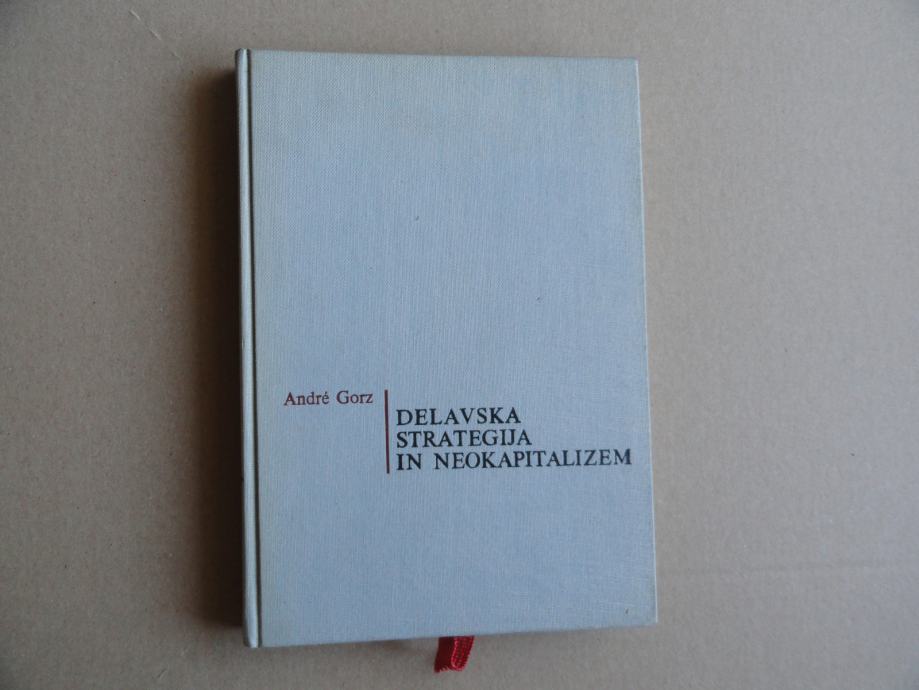 André Gorz
DELAVSKA
STRATEGIJA
IN NEOKAPITALIZEM